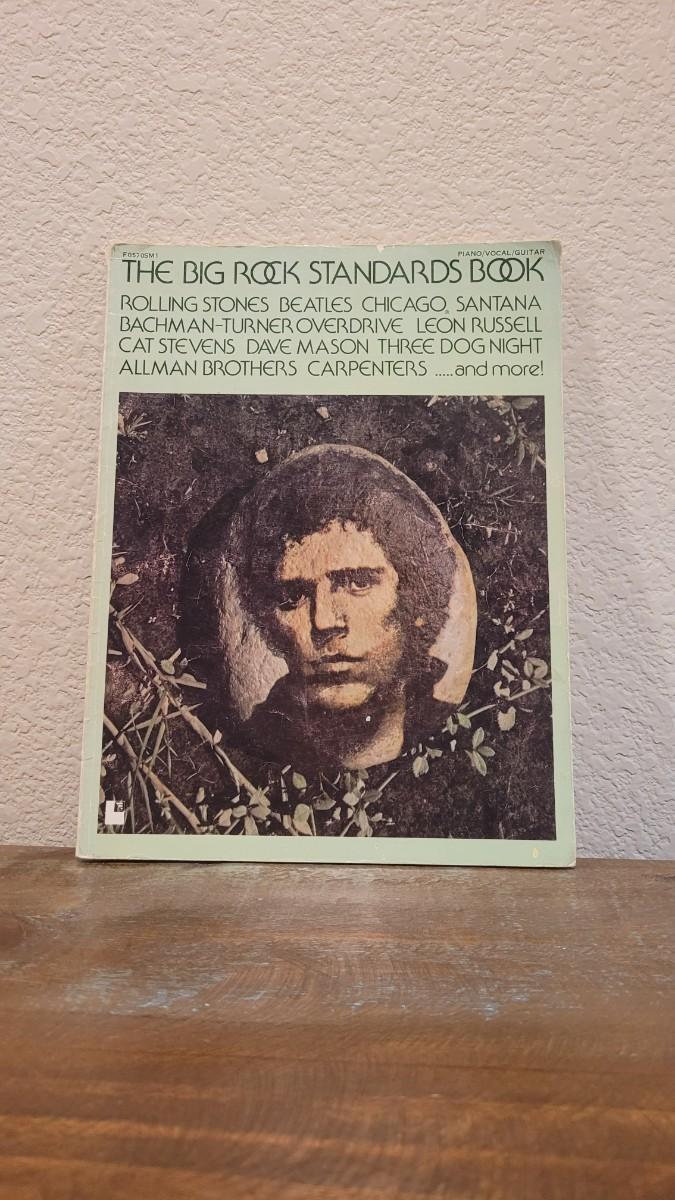 F0570SM1
PIANO/VOCAL/GUITAR
THE BIG ROCK STANDARDS BOOK
ROLLING STONES BEATLES CHICAGO, SANTANA
BACHMAN-TURNER OVERDRIVE LEON RUSSELL
CAT STEVENS DAVE MASON THREE DOG NIGHT
ALLMAN BROTHERS CARPENTERS .....and more!